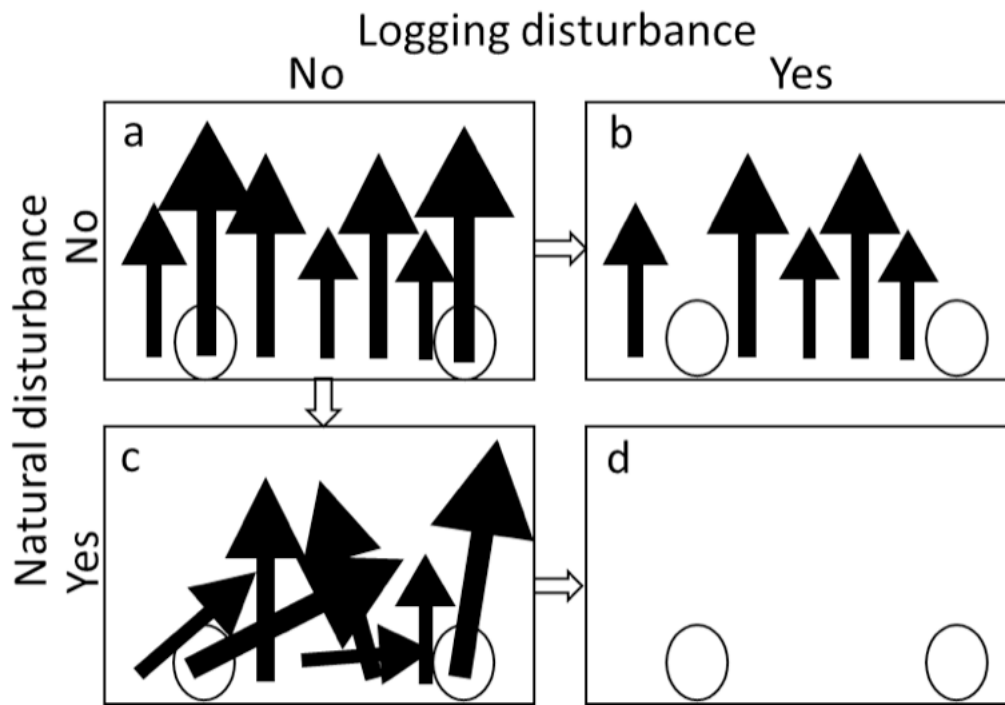 Logging disturbance
No Yes
Natural disturbance
No
Yes
a
b
c
d